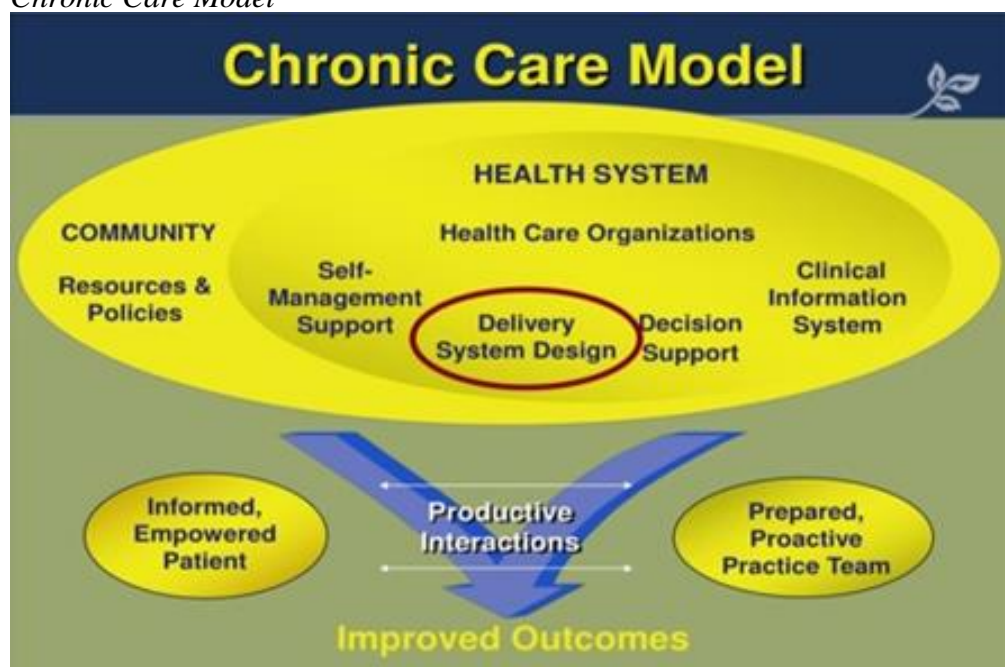 Chronic Care Model
Chronic Care Model
HEALTH SYSTEM
Health Care Organizations
COMMUNITY
Resources &
Policies
Self-
Management
Support
Delivery
System Design
Decision
Support
Clinical
Information
System
Informed,
Empowered
Patient
Productive
Interactions
Prepared,
Proactive
Practice Team
Improved Outcomes